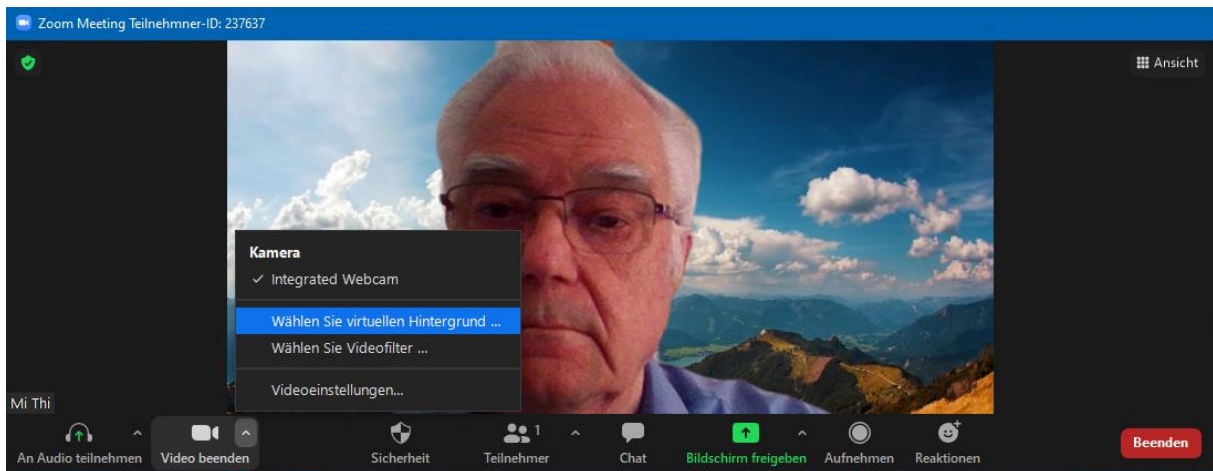 Zoom Meeting Teilnehmner-ID: 237637
Ansicht
Kamera
Integrated Webcam
Wählen Sie virtuellen Hintergrund ...
Wählen Sie Videofilter ...
Videoeinstellungen...
Mi Thi
1
An Audio teilnehmen Video beenden Sicherheit Teilnehmer Chat Bildschirm freigeben Aufnehmen Reaktionen Beenden